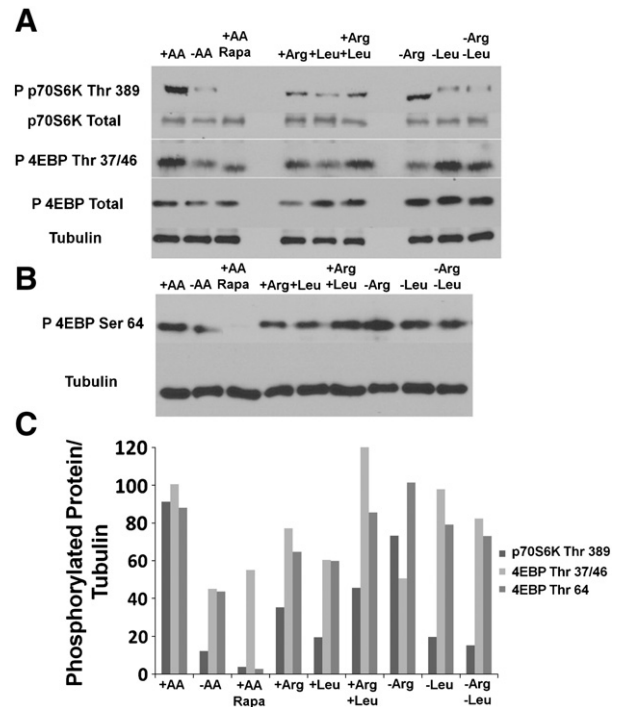 A
+AA
-AA
+AA
Rapa
+Arg
+Leu
+Arg
+Leu
-Arg
-Leu
-Arg
-Leu
P p70S6K Thr 389
p70S6K Total
P 4EBP Thr 37/46
P 4EBP Total
Tubulin
B
+AA
-AA
+AA
Rapa
+Arg
+Leu
+Arg
+Leu
-Arg
-Leu
-Arg
-Leu
P 4EBP Ser 64
Tubulin
C
Phosphorylated Protein/
Tubulin
120
100
80
60
40
20
0
+AA
-AA
+AA
Rapa
+Arg
+Leu
+Arg
+Leu
-Arg
-Leu
-Arg
-Leu
p70S6K Thr 389
4EBP Thr 37/46
4EBP Thr 64